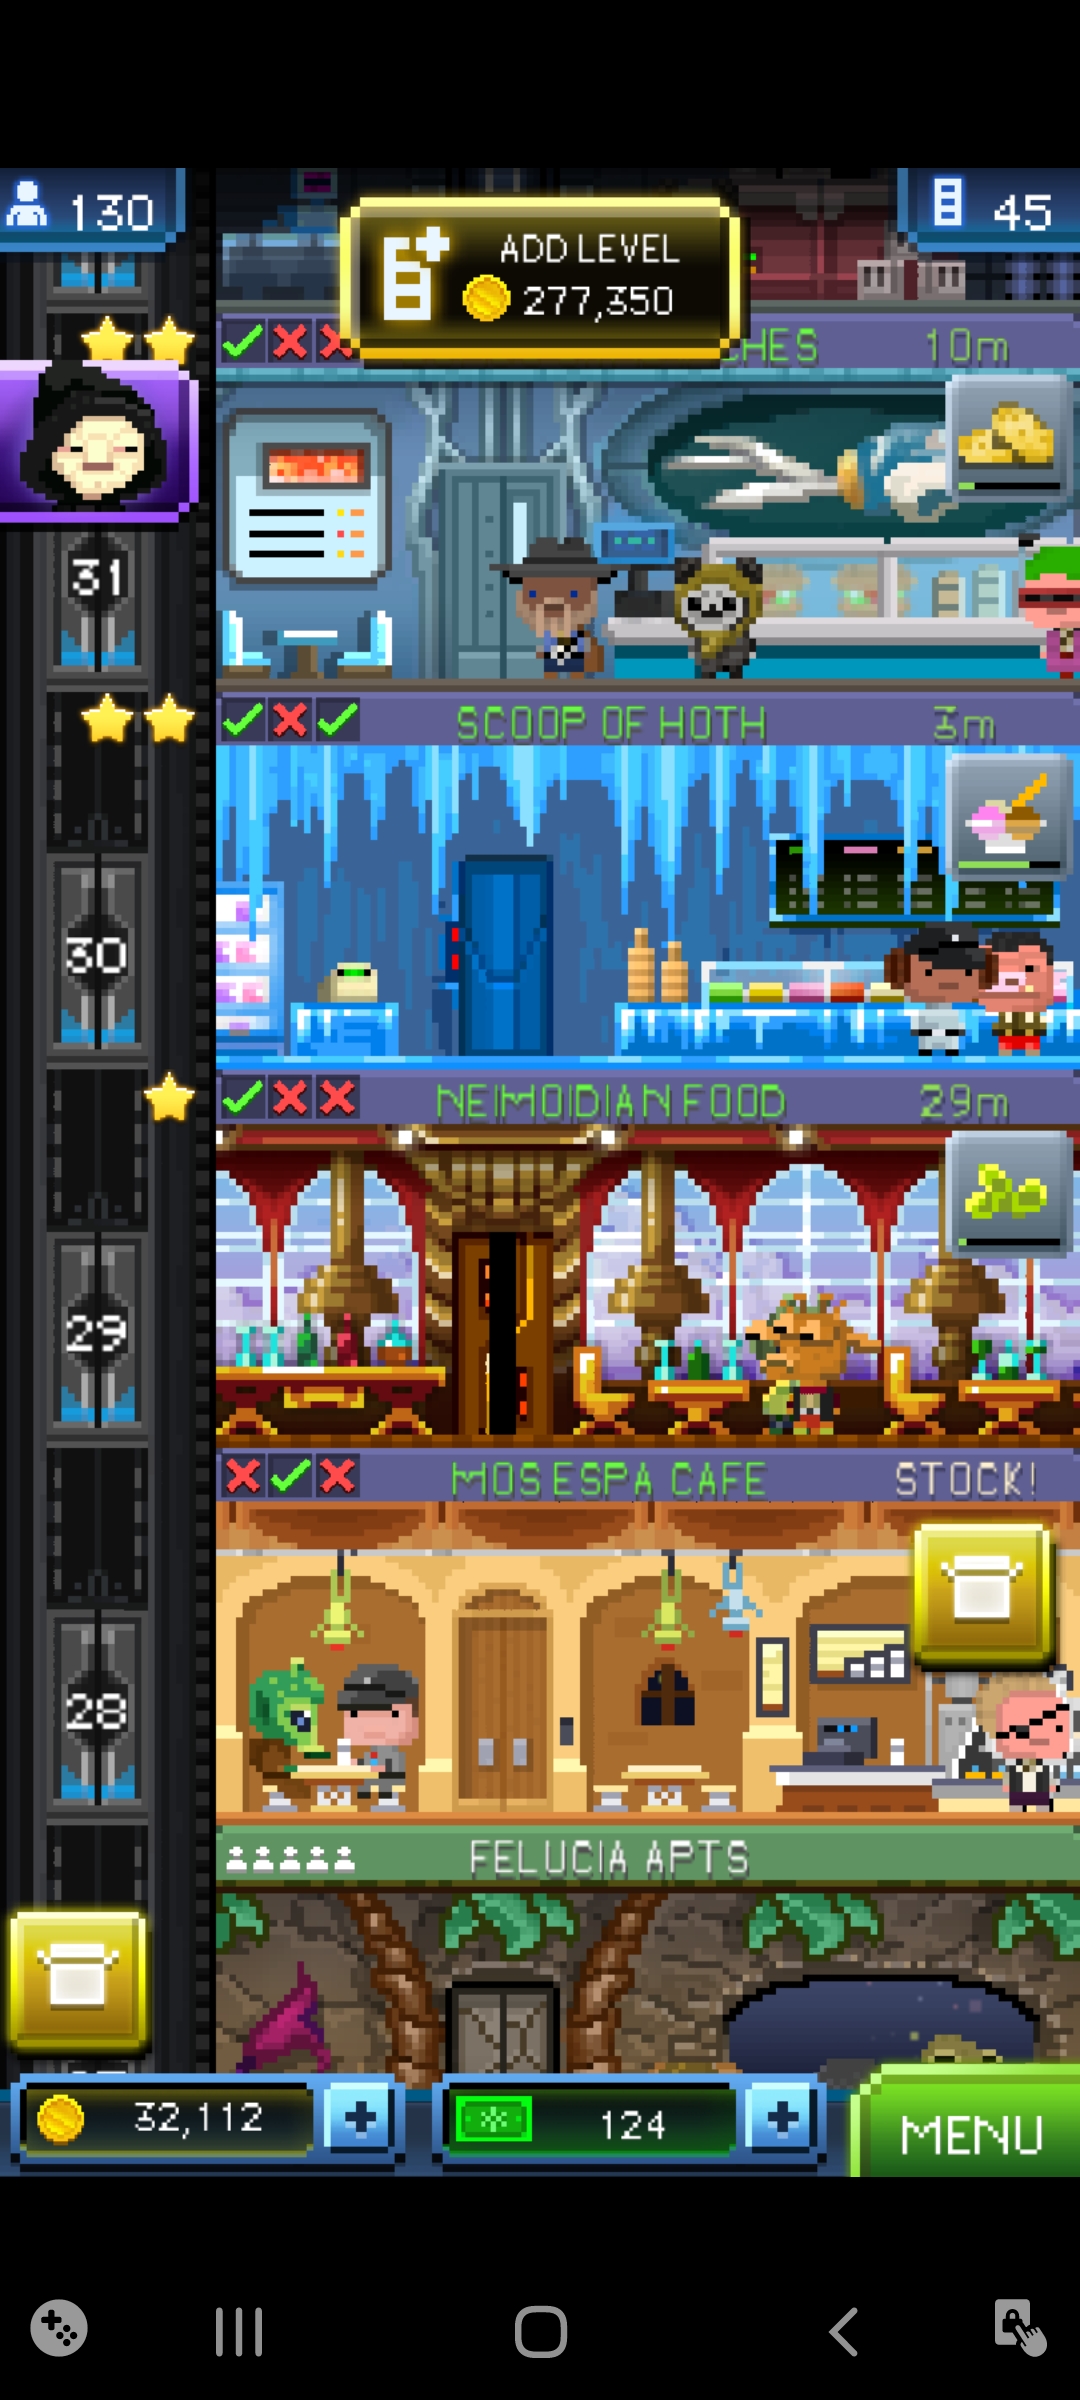 130
45
ADD LEVEL
277,350
CHES 10m
31
SCOOP OF HOTH 3m
30
NEIMOIDIAN FOOD 29m
29
MOS ESPA CAFE STOCK!
28
FELUCIA APTS
32,112
124
MENU